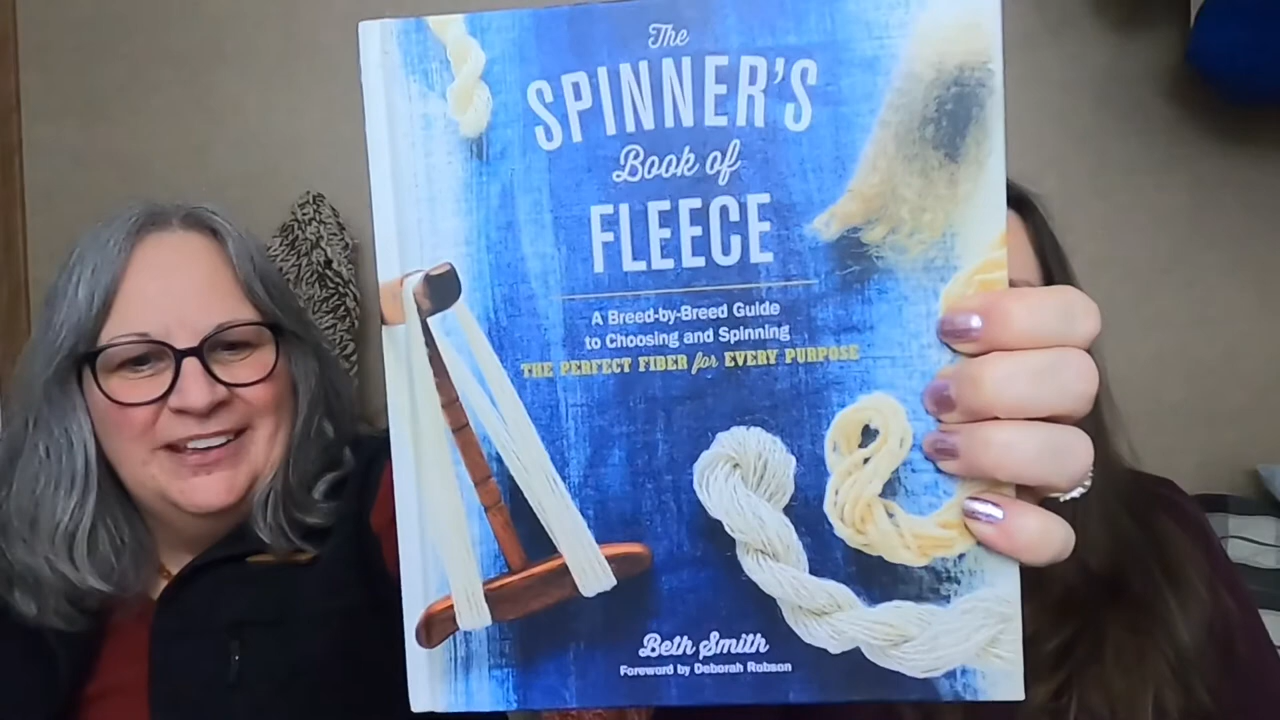 The
SPINNER'S
Book of
FLEECE
A Breed-by-Breed Guide
to Choosing and Spinning
THE PERFECT FIBER for EVERY PURPOSE
Beth Smith
Foreword by Deborah Robson